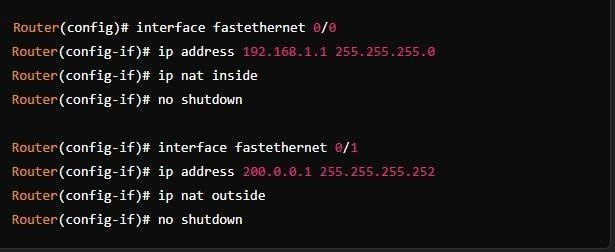 Router(config)# interface fastethernet 0/0
Router(config-if)# ip address 192.168.1.1 255.255.255.0
Router(config-if)# ip nat inside
Router(config-if)# no shutdown
Router(config-if)# interface fastethernet 0/1
Router(config-if)# ip address 200.0.0.1 255.255.255.252
Router(config-if)# ip nat outside
Router(config-if)# no shutdown